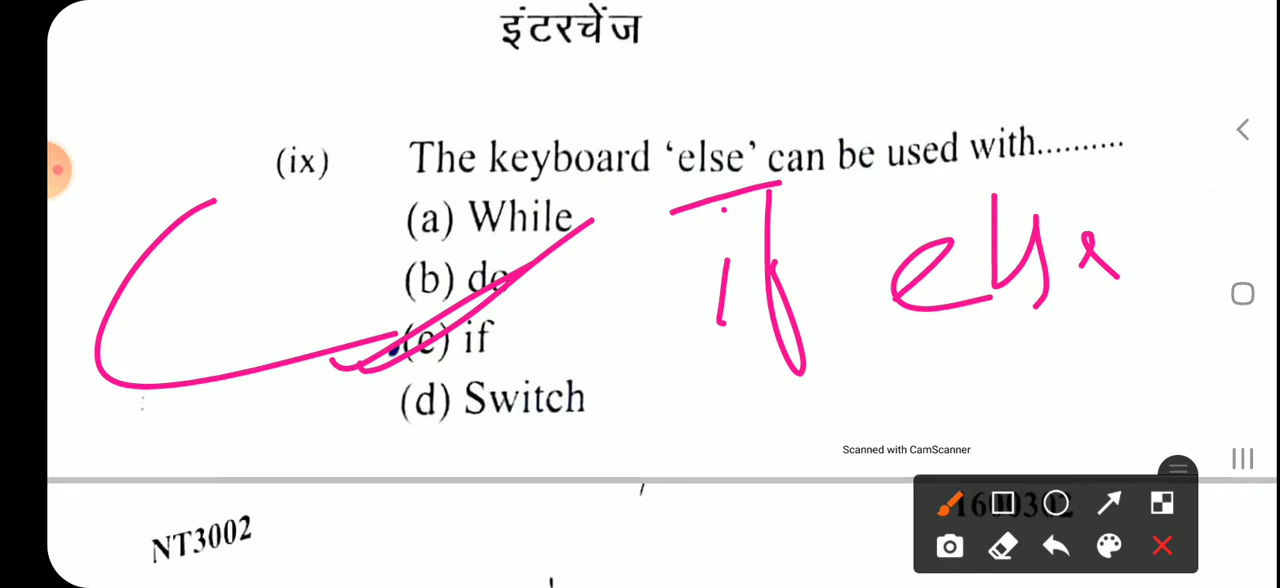 इंटरचेंज
(ix) The keyboard ‘else’ can be used with..........
(a) While
(b) do
(c) if
(d) Switch
if else
Scanned with CamScanner
NT3002
1600302